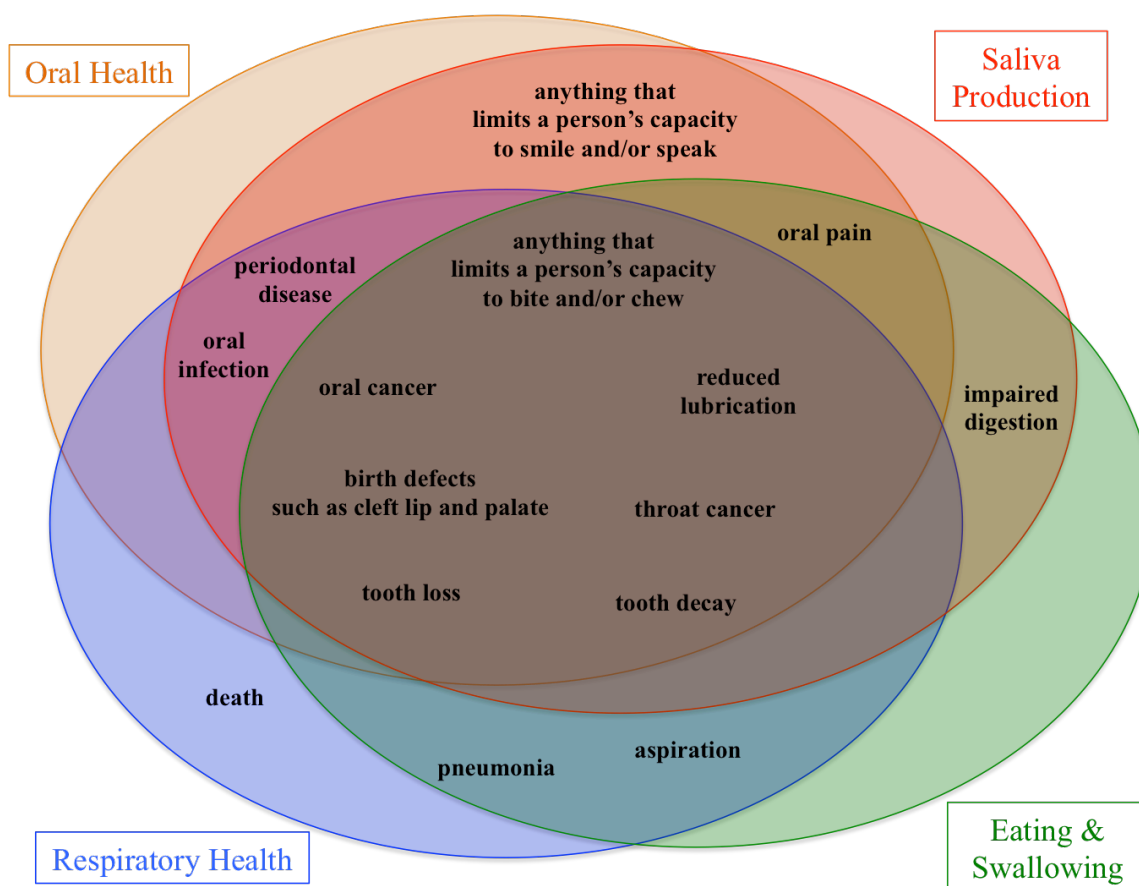 Oral Health
Saliva
Production
anything that
limits a person’s capacity
to smile and/or speak
oral pain
anything that
limits a person’s capacity
to bite and/or chew
periodontal
disease
oral
infection
oral cancer
reduced
lubrication
impaired
digestion
birth defects
such as cleft lip and palate
throat cancer
tooth loss
tooth decay
death
pneumonia
aspiration
Respiratory Health
Eating &
Swallowing